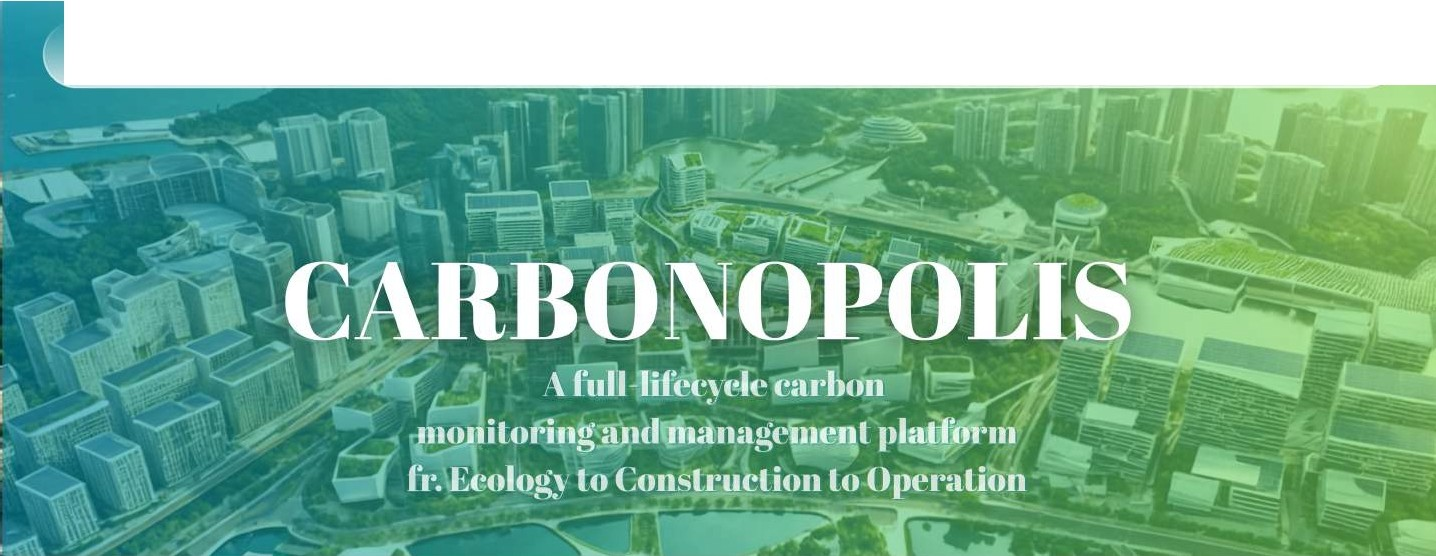 CARBONOPOLIS
A full-lifecycle carbon
monitoring and management platform
fr. Ecology to Construction to Operation